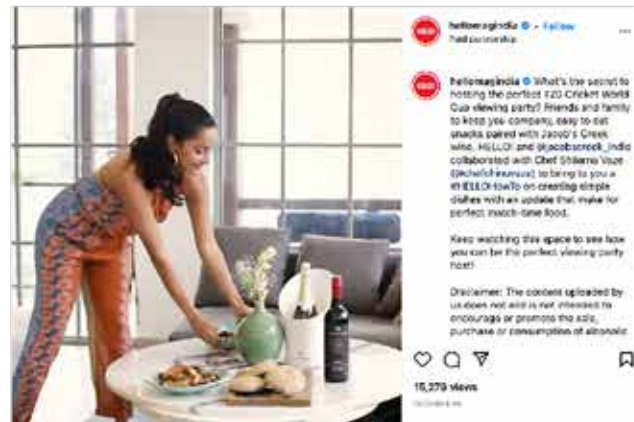 hellomagindia • Follow
Paid partnership
hellomagindia What's the secret to
hosting the perfect T20 Cricket World
Cup viewing party? Friends and family
to keep you company, easy to eat
snacks paired with Jacob's Creek
wine. HELLO! and @jacobscreek_india
collaborated with Chef Shilarna Vaze
(@chefchinuvaze) to bring to you a
#HELLOHowTo on creating simple
dishes with an update that make for
perfect match-time food.
Keep watching this space to see how
you can be the perfect viewing party
host!
Disclaimer: The content uploaded by
us does not and is not intended to
encourage or promote the sale,
purchase or consumption of alcoholic
15,279 views